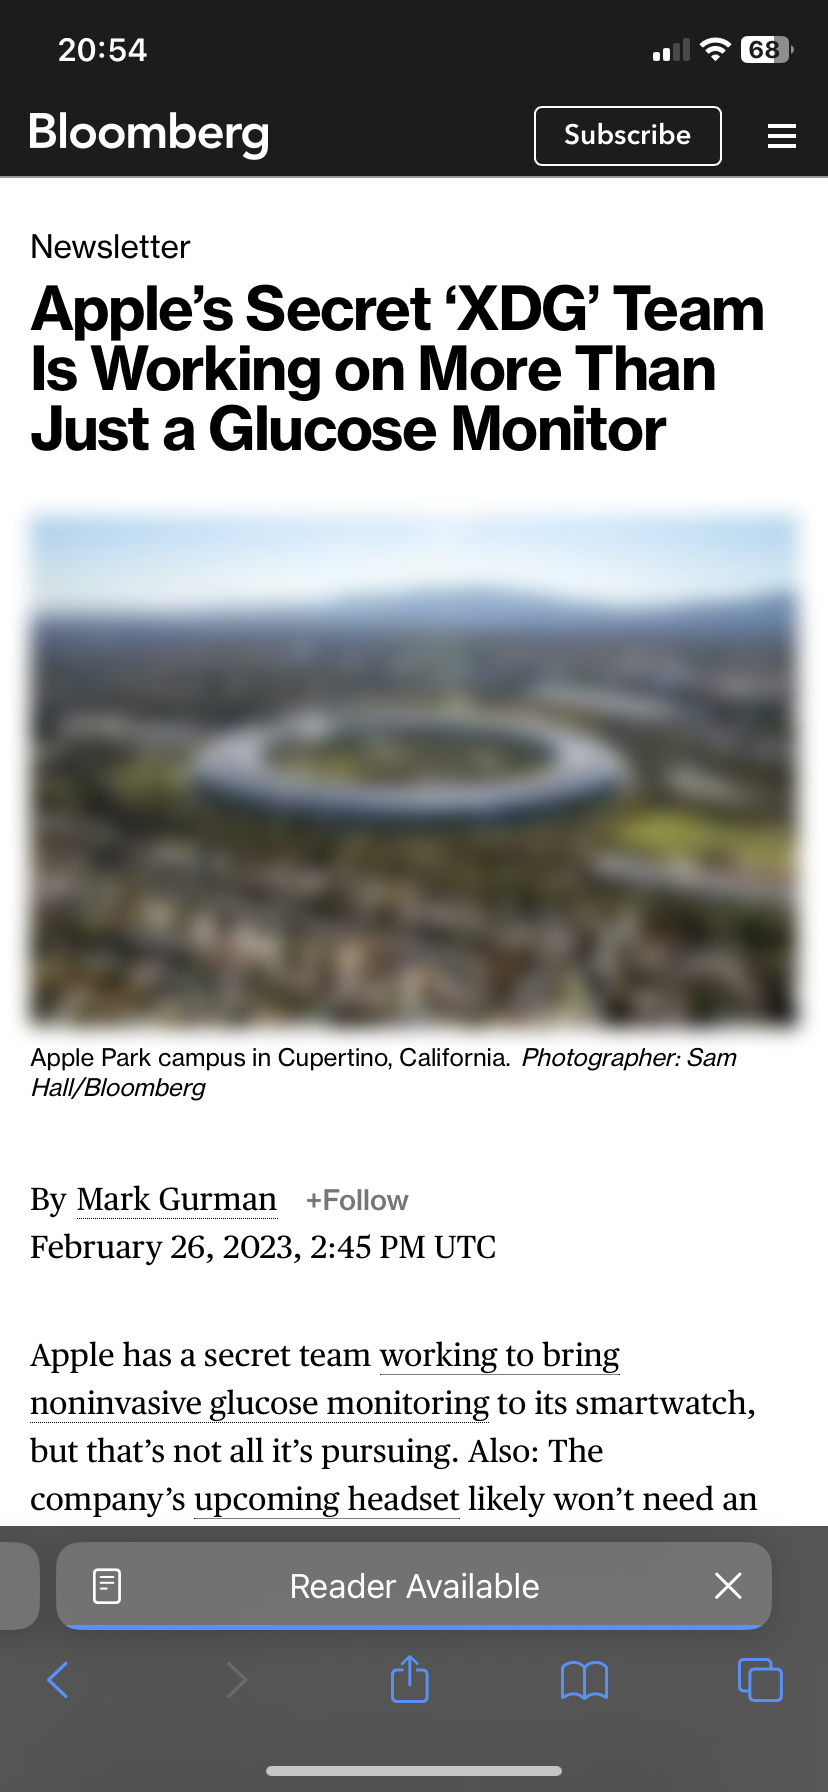 20:54
68
Bloomberg
Subscribe
Newsletter
Apple’s Secret ‘XDG’ Team
Is Working on More Than
Just a Glucose Monitor
Apple Park campus in Cupertino, California. Photographer: Sam
Hall/Bloomberg
By Mark Gurman +Follow
February 26, 2023, 2:45 PM UTC
Apple has a secret team working to bring
noninvasive glucose monitoring to its smartwatch,
but that’s not all it’s pursuing. Also: The
company’s upcoming headset likely won’t need an
Reader Available